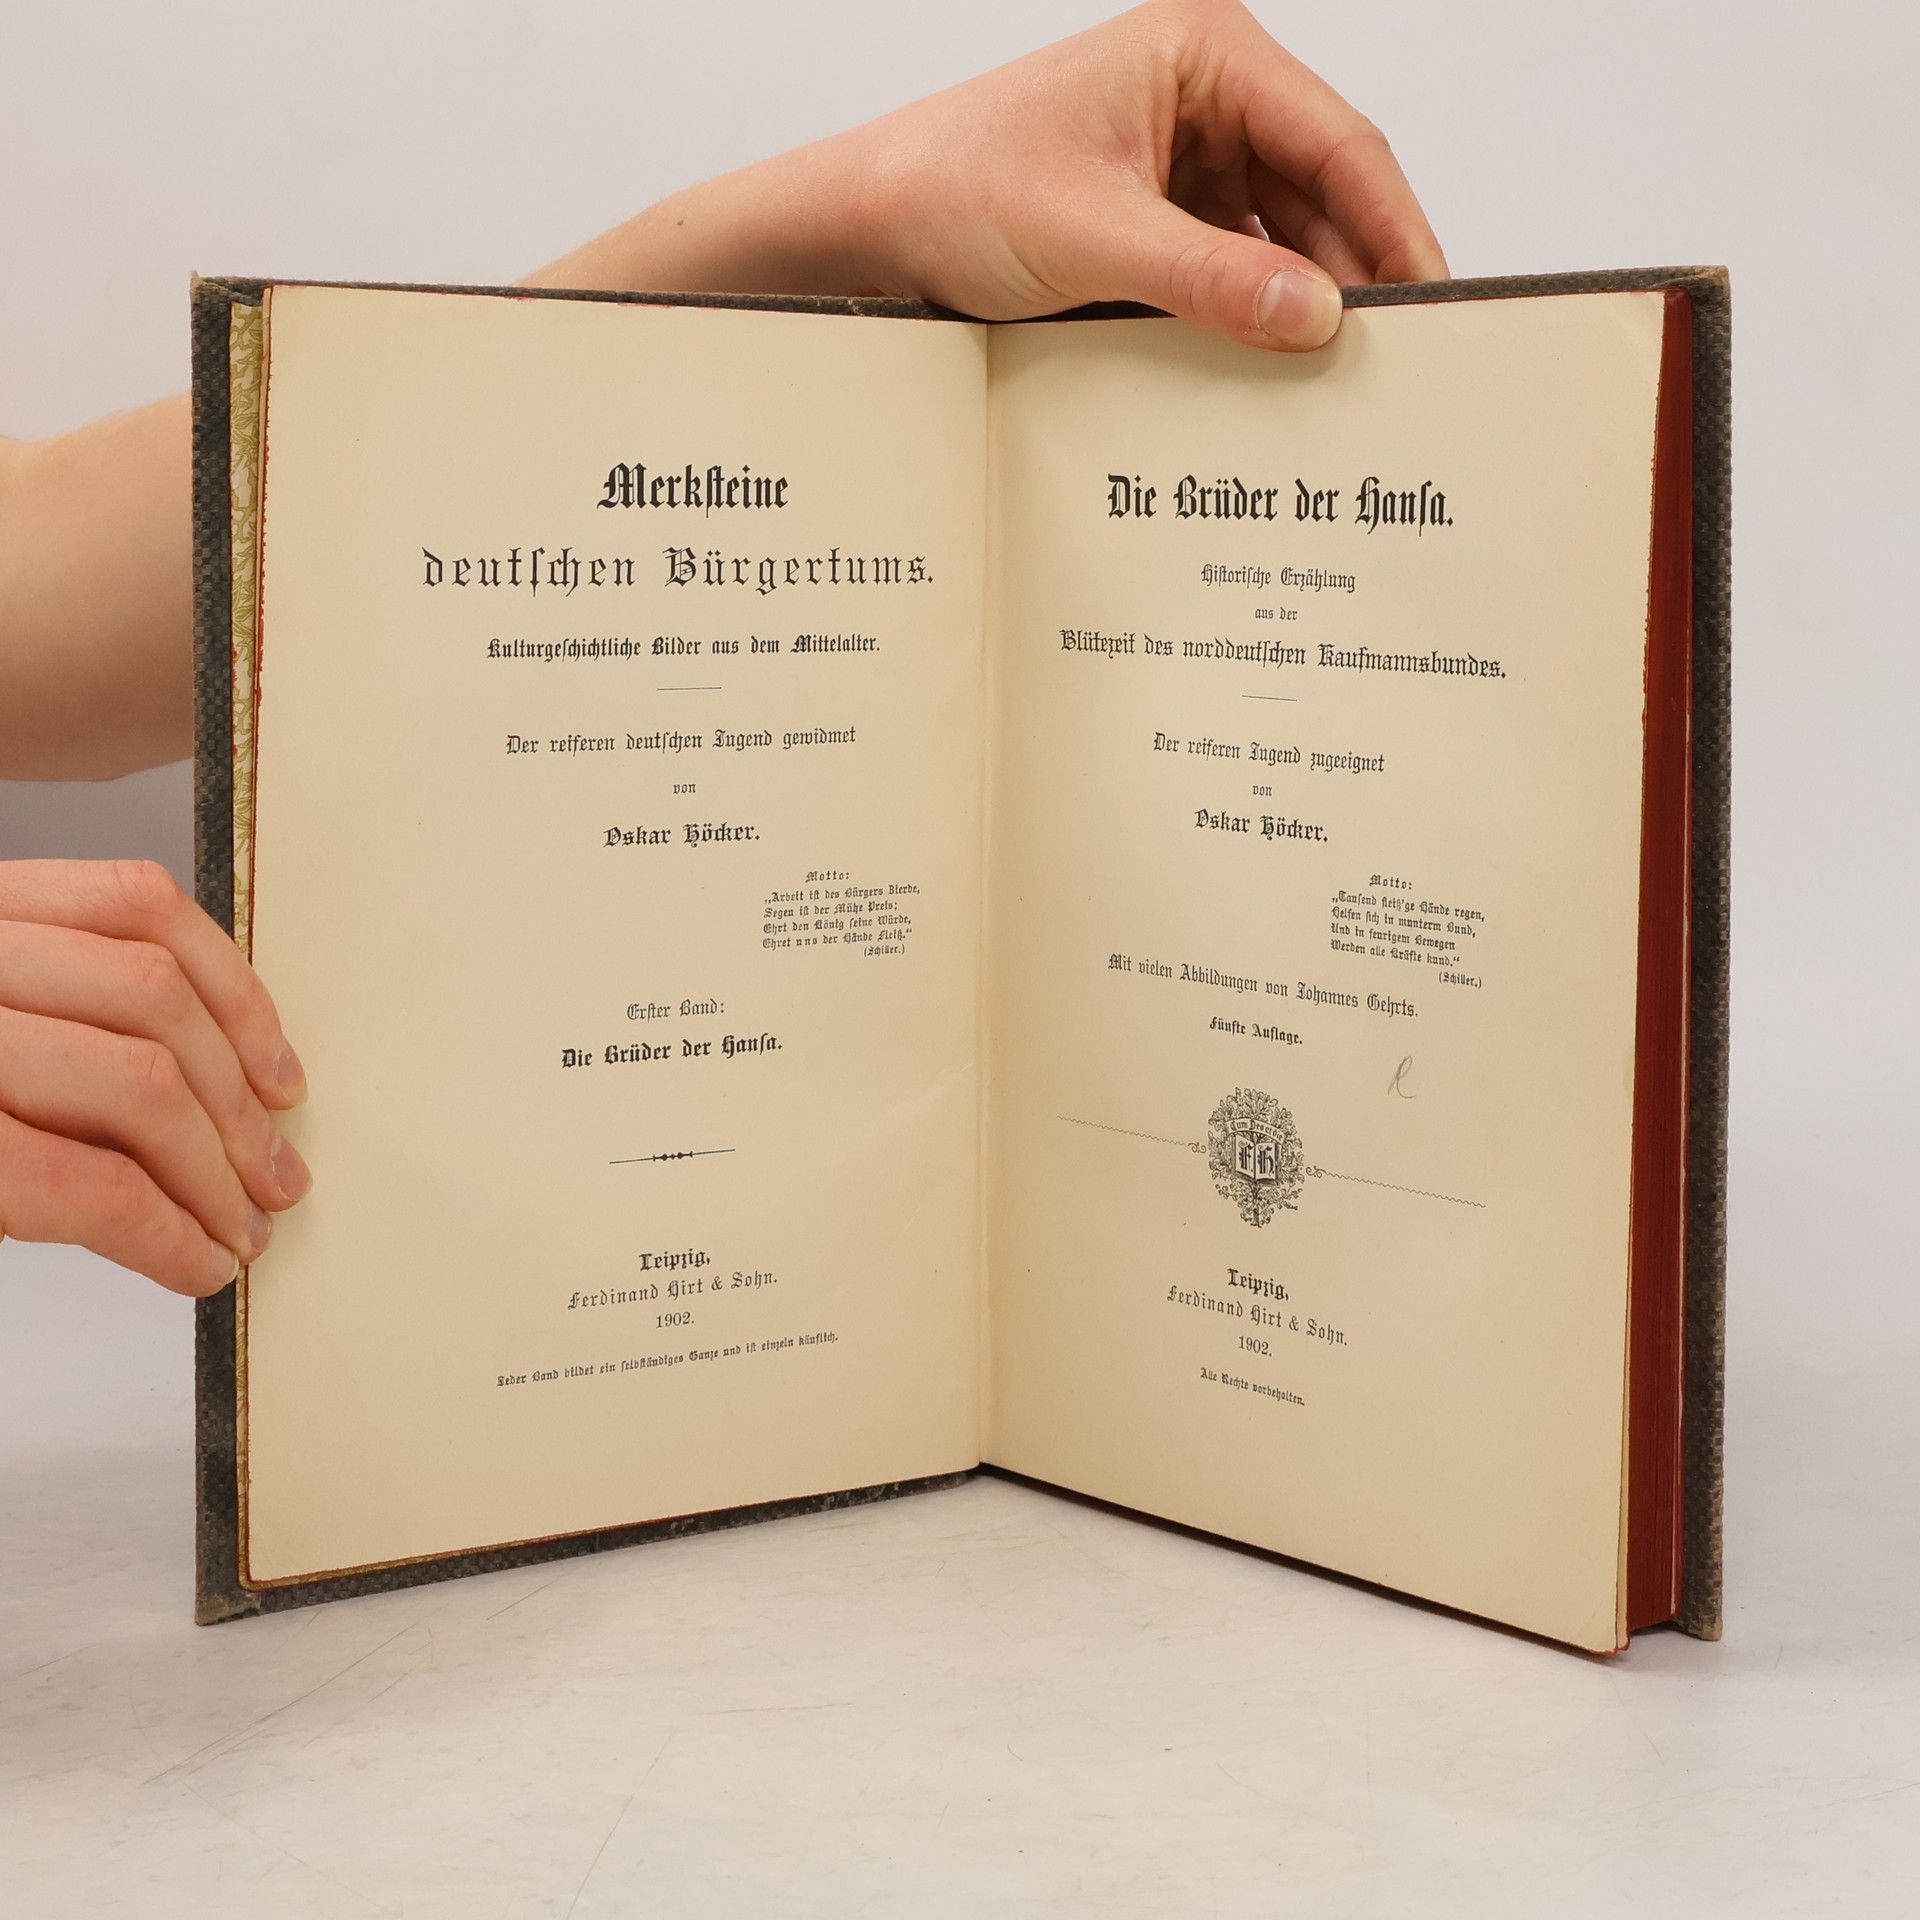 Merkſteine
deutſchen Bürgertums.
Kulturgeſchichtliche Bilder aus dem Mittelalter.
Der reiferen deutſchen Jugend gewidmet
von
Oskar Höcker.
Motto:
„Arbeit iſt des Bürgers Zierde,
Segen iſt der Mühe Preis;
Ehrt den König ſeine Würde,
Ehret uns der Hände Fleiß.“
(Schiller.)
Erſter Band:
Die Brüder der Hanſa.
Leipzig,
Ferdinand Hirt & Sohn.
1902.
Jeder Band bildet ein ſelbſtändiges Ganze und iſt einzeln käuflich.
Die Brüder der Hanſa.
Hiſtoriſche Erzählung
aus der
Blütezeit des norddeutſchen Kaufmannsbundes.
Der reiferen Jugend zugeeignet
von
Oskar Höcker.
Motto:
„Tauſend fleiß'ge Hände regen,
Helfen ſich in munterm Bund,
Und in feurigem Bewegen
Werden alle Kräfte kund.“
(Schiller.)
Mit vielen Abbildungen von Johannes Gehrts.
Fünfte Auflage.
Cum Deo et die
F. H.
Leipzig,
Ferdinand Hirt & Sohn.
1902.
Alle Rechte vorbehalten.